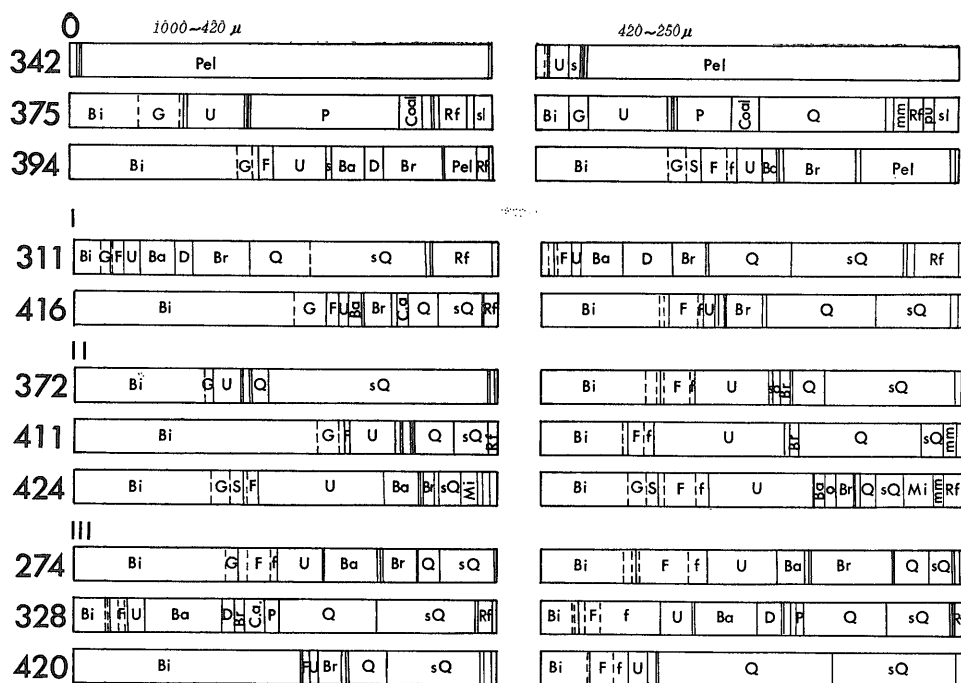 O
1000~420 μ 420~250 μ
342 Pel U s Pel
375 Bi G U P Coal Rf sl Bi G U P Coal Q mm Rf pu sl
394 Bi G F U s Ba D Br Pel Rf Bi G S F f U Ba Br Pel
I
311 Bi G F U Ba D Br Q sQ Rf F U Ba D Br Q sQ Rf
416 Bi G F U Ba Br Ca Q sQ Rf Bi F f U Br Q sQ
II
372 Bi G U Q sQ Bi F f U Br Q sQ
411 Bi G F U Q sQ Rf Bi F f U Br Q sQ mm
424 Bi G S F U Ba Br sQ Mi Bi G S F f U Ba o Br Q sQ Mi mm Rf
III
274 Bi G F f U Ba Br Q sQ Bi F f U Ba Br Q sQ
328 Bi F U Ba D Br Ca P Q sQ Rf Bi F f U Ba D P Q sQ R
420 Bi F U Br Q sQ Bi F f U Q sQ